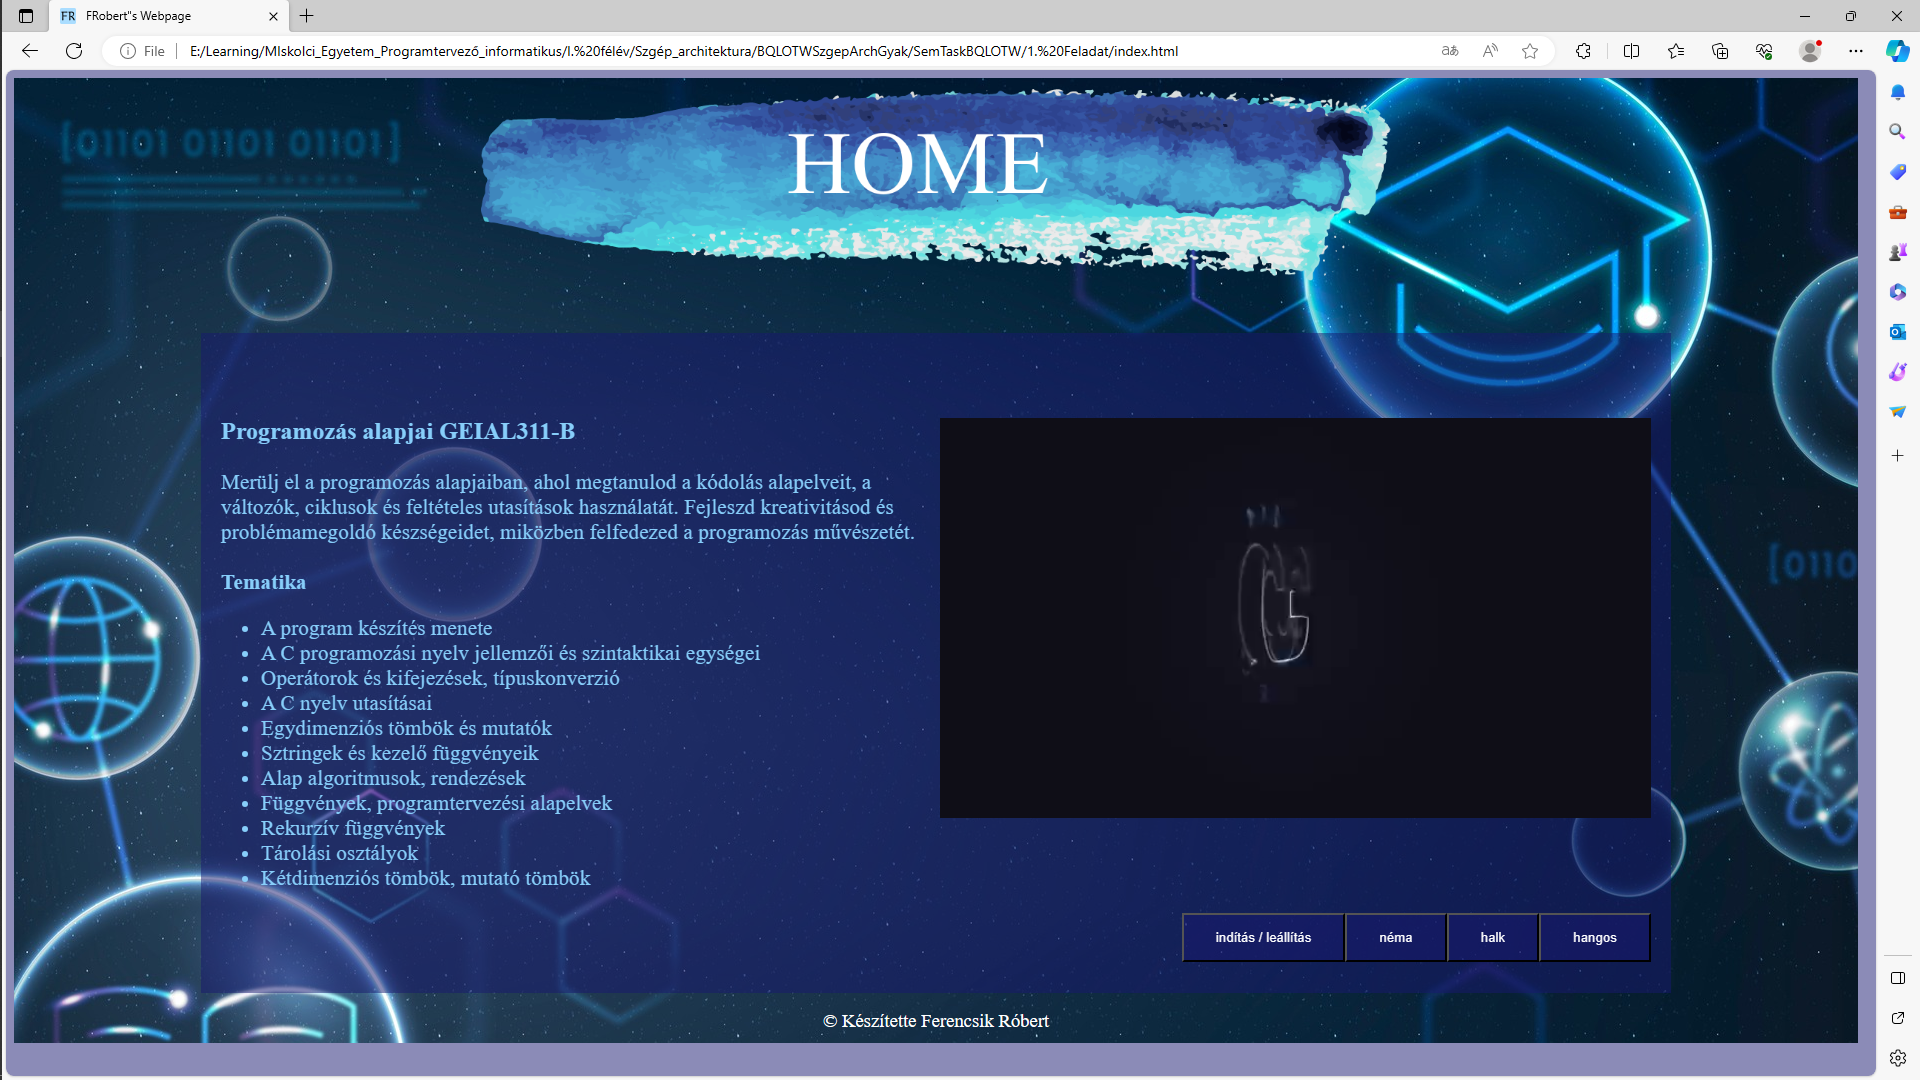 FR FRobert"s Webpage
File E:/Learning/MIskolci_Egyetem_Programtervező_informatikus/I.%20félév/Szgép_architektura/BQLOTWSzgepArchGyak/SemTaskBQLOTW/1.%20Feladat/index.html
[01101 01101 01101]
HOME
Programozás alapjai GEIAL311-B
Merülj el a programozás alapjaiban, ahol megtanulod a kódolás alapelveit, a
változók, ciklusok és feltételes utasítások használatát. Fejleszd kreativitásod és
problémamegoldó készségeidet, miközben felfedezed a programozás művészetét.
[0110
Tematika
A program készítés menete
A C programozási nyelv jellemzői és szintaktikai egységei
Operátorok és kifejezések, típuskonverzió
A C nyelv utasításai
Egydimenziós tömbök és mutatók
Sztringek és kezelő függvényeik
Alap algoritmusok, rendezések
Függvények, programtervezési alapelvek
Rekurzív függvények
Tárolási osztályok
Kétdimenziós tömbök, mutató tömbök
indítás / leállítás néma halk hangos
© Készítette Ferencsik Róbert